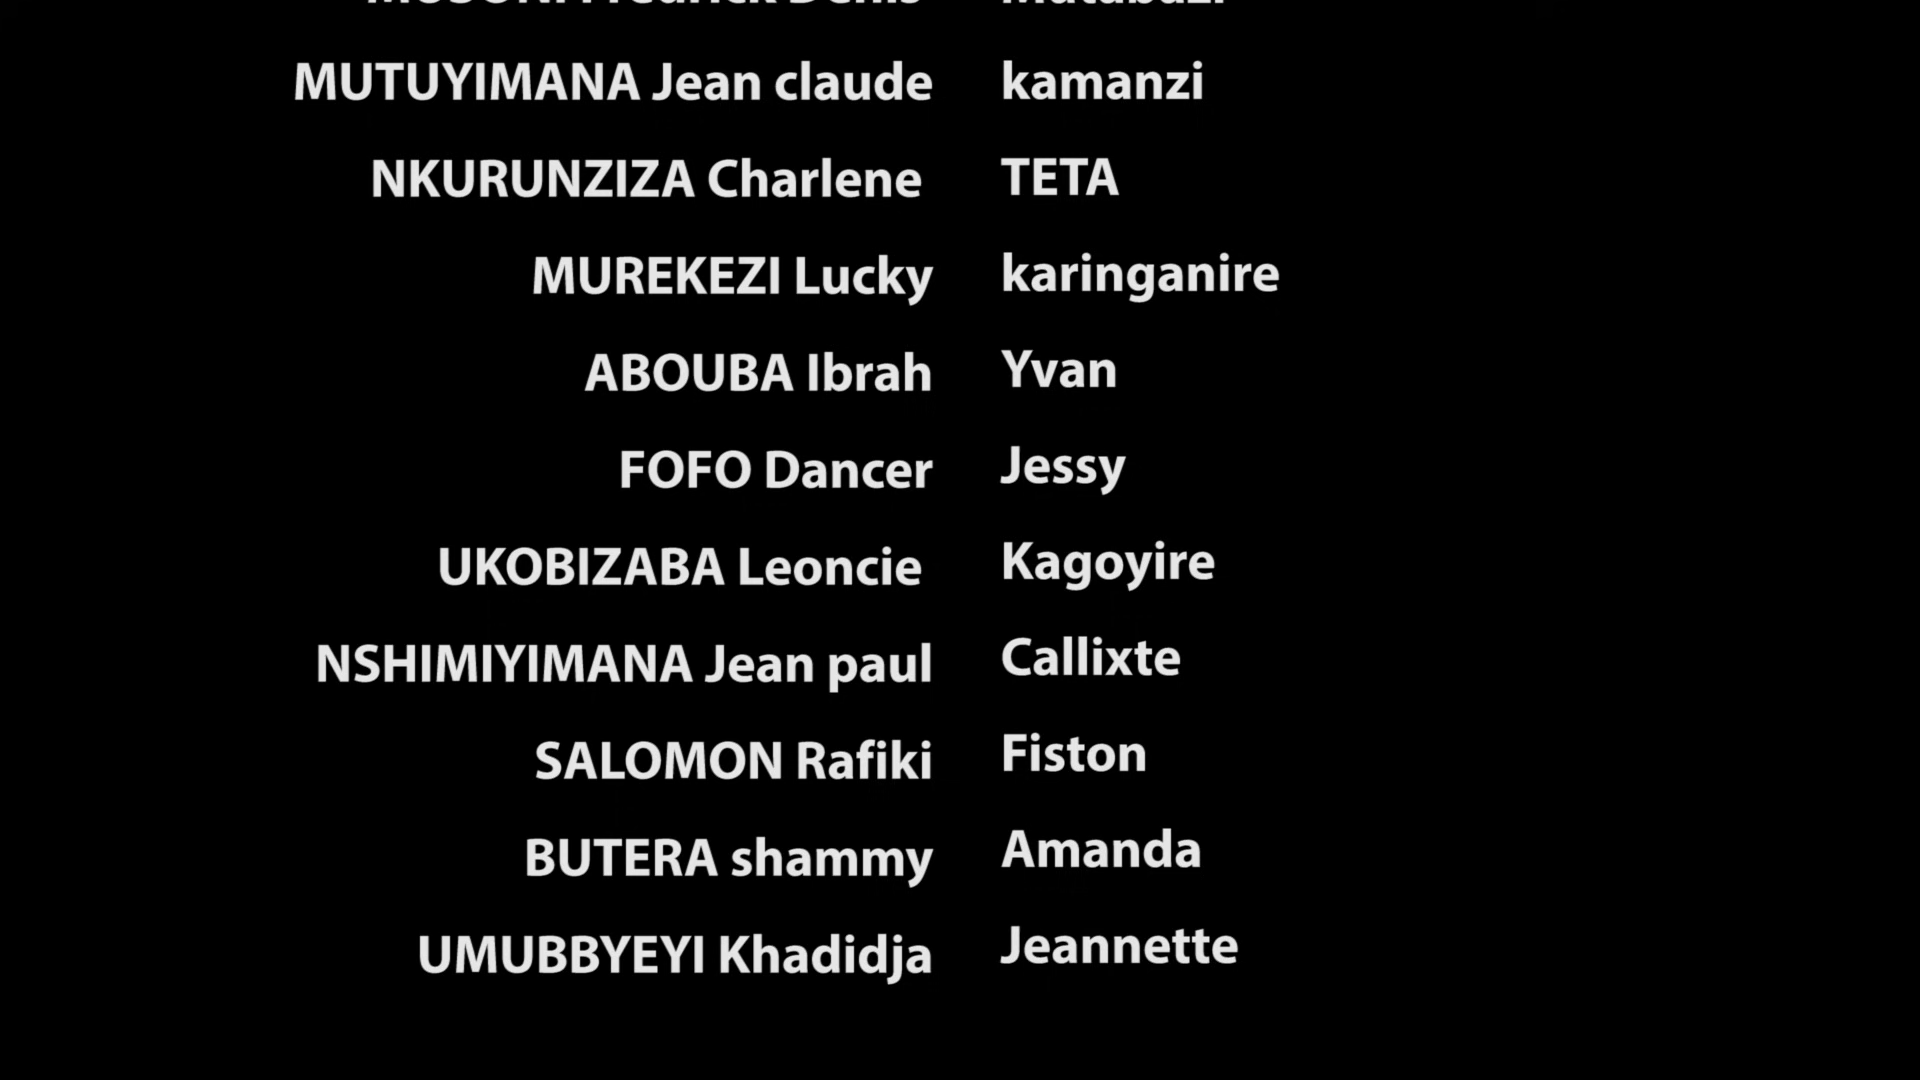 MUTUYIMANA Jean claude kamanzi
NKURUNZIZA Charlene TETA
MUREKEZI Lucky karinganire
ABOUBA Ibrah Yvan
FOFO Dancer Jessy
UKOBIZABA Leoncie Kagoyire
NSHIMIYIMANA Jean paul Callixte
SALOMON Rafiki Fiston
BUTERA shammy Amanda
UMUBBYEYI Khadidja Jeannette